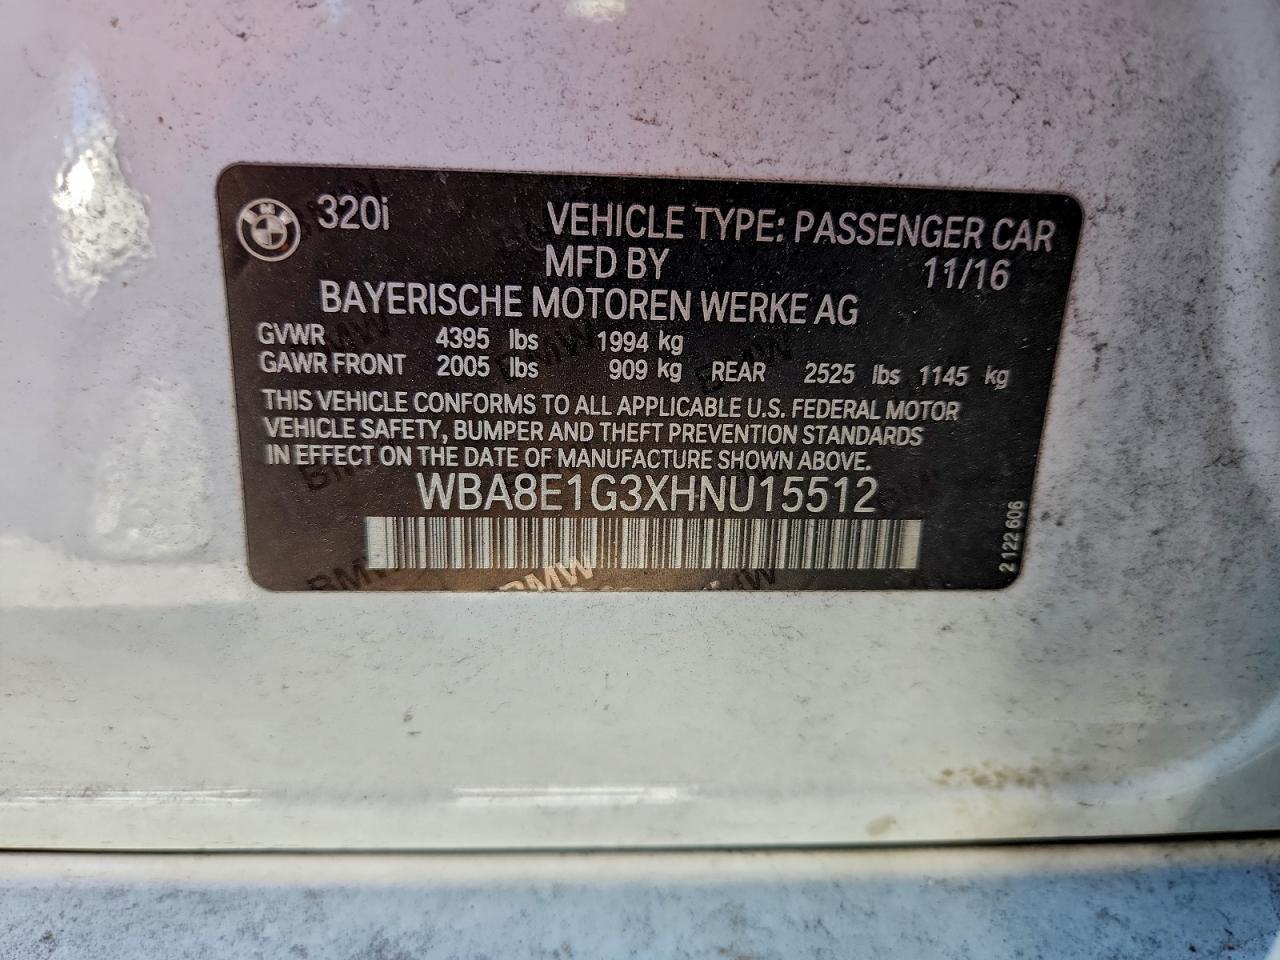 320i VEHICLE TYPE: PASSENGER CAR
MFD BY 11/16
BAYERISCHE MOTOREN WERKE AG
GVWR 4395 lbs 1994 kg
GAWR FRONT 2005 lbs 909 kg REAR 2525 lbs 1145 kg
THIS VEHICLE CONFORMS TO ALL APPLICABLE U.S. FEDERAL MOTOR
VEHICLE SAFETY, BUMPER AND THEFT PREVENTION STANDARDS
IN EFFECT ON THE DATE OF MANUFACTURE SHOWN ABOVE.
WBA8E1G3XHNU15512
2 122 606
BMW BMW BMW